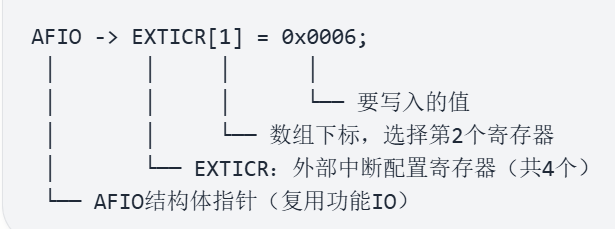 AFIO -> EXTICR[1] = 0x0006;
要写入的值
数组下标，选择第2个寄存器
EXTICR：外部中断配置寄存器（共4个）
AFIO结构体指针（复用功能IO）